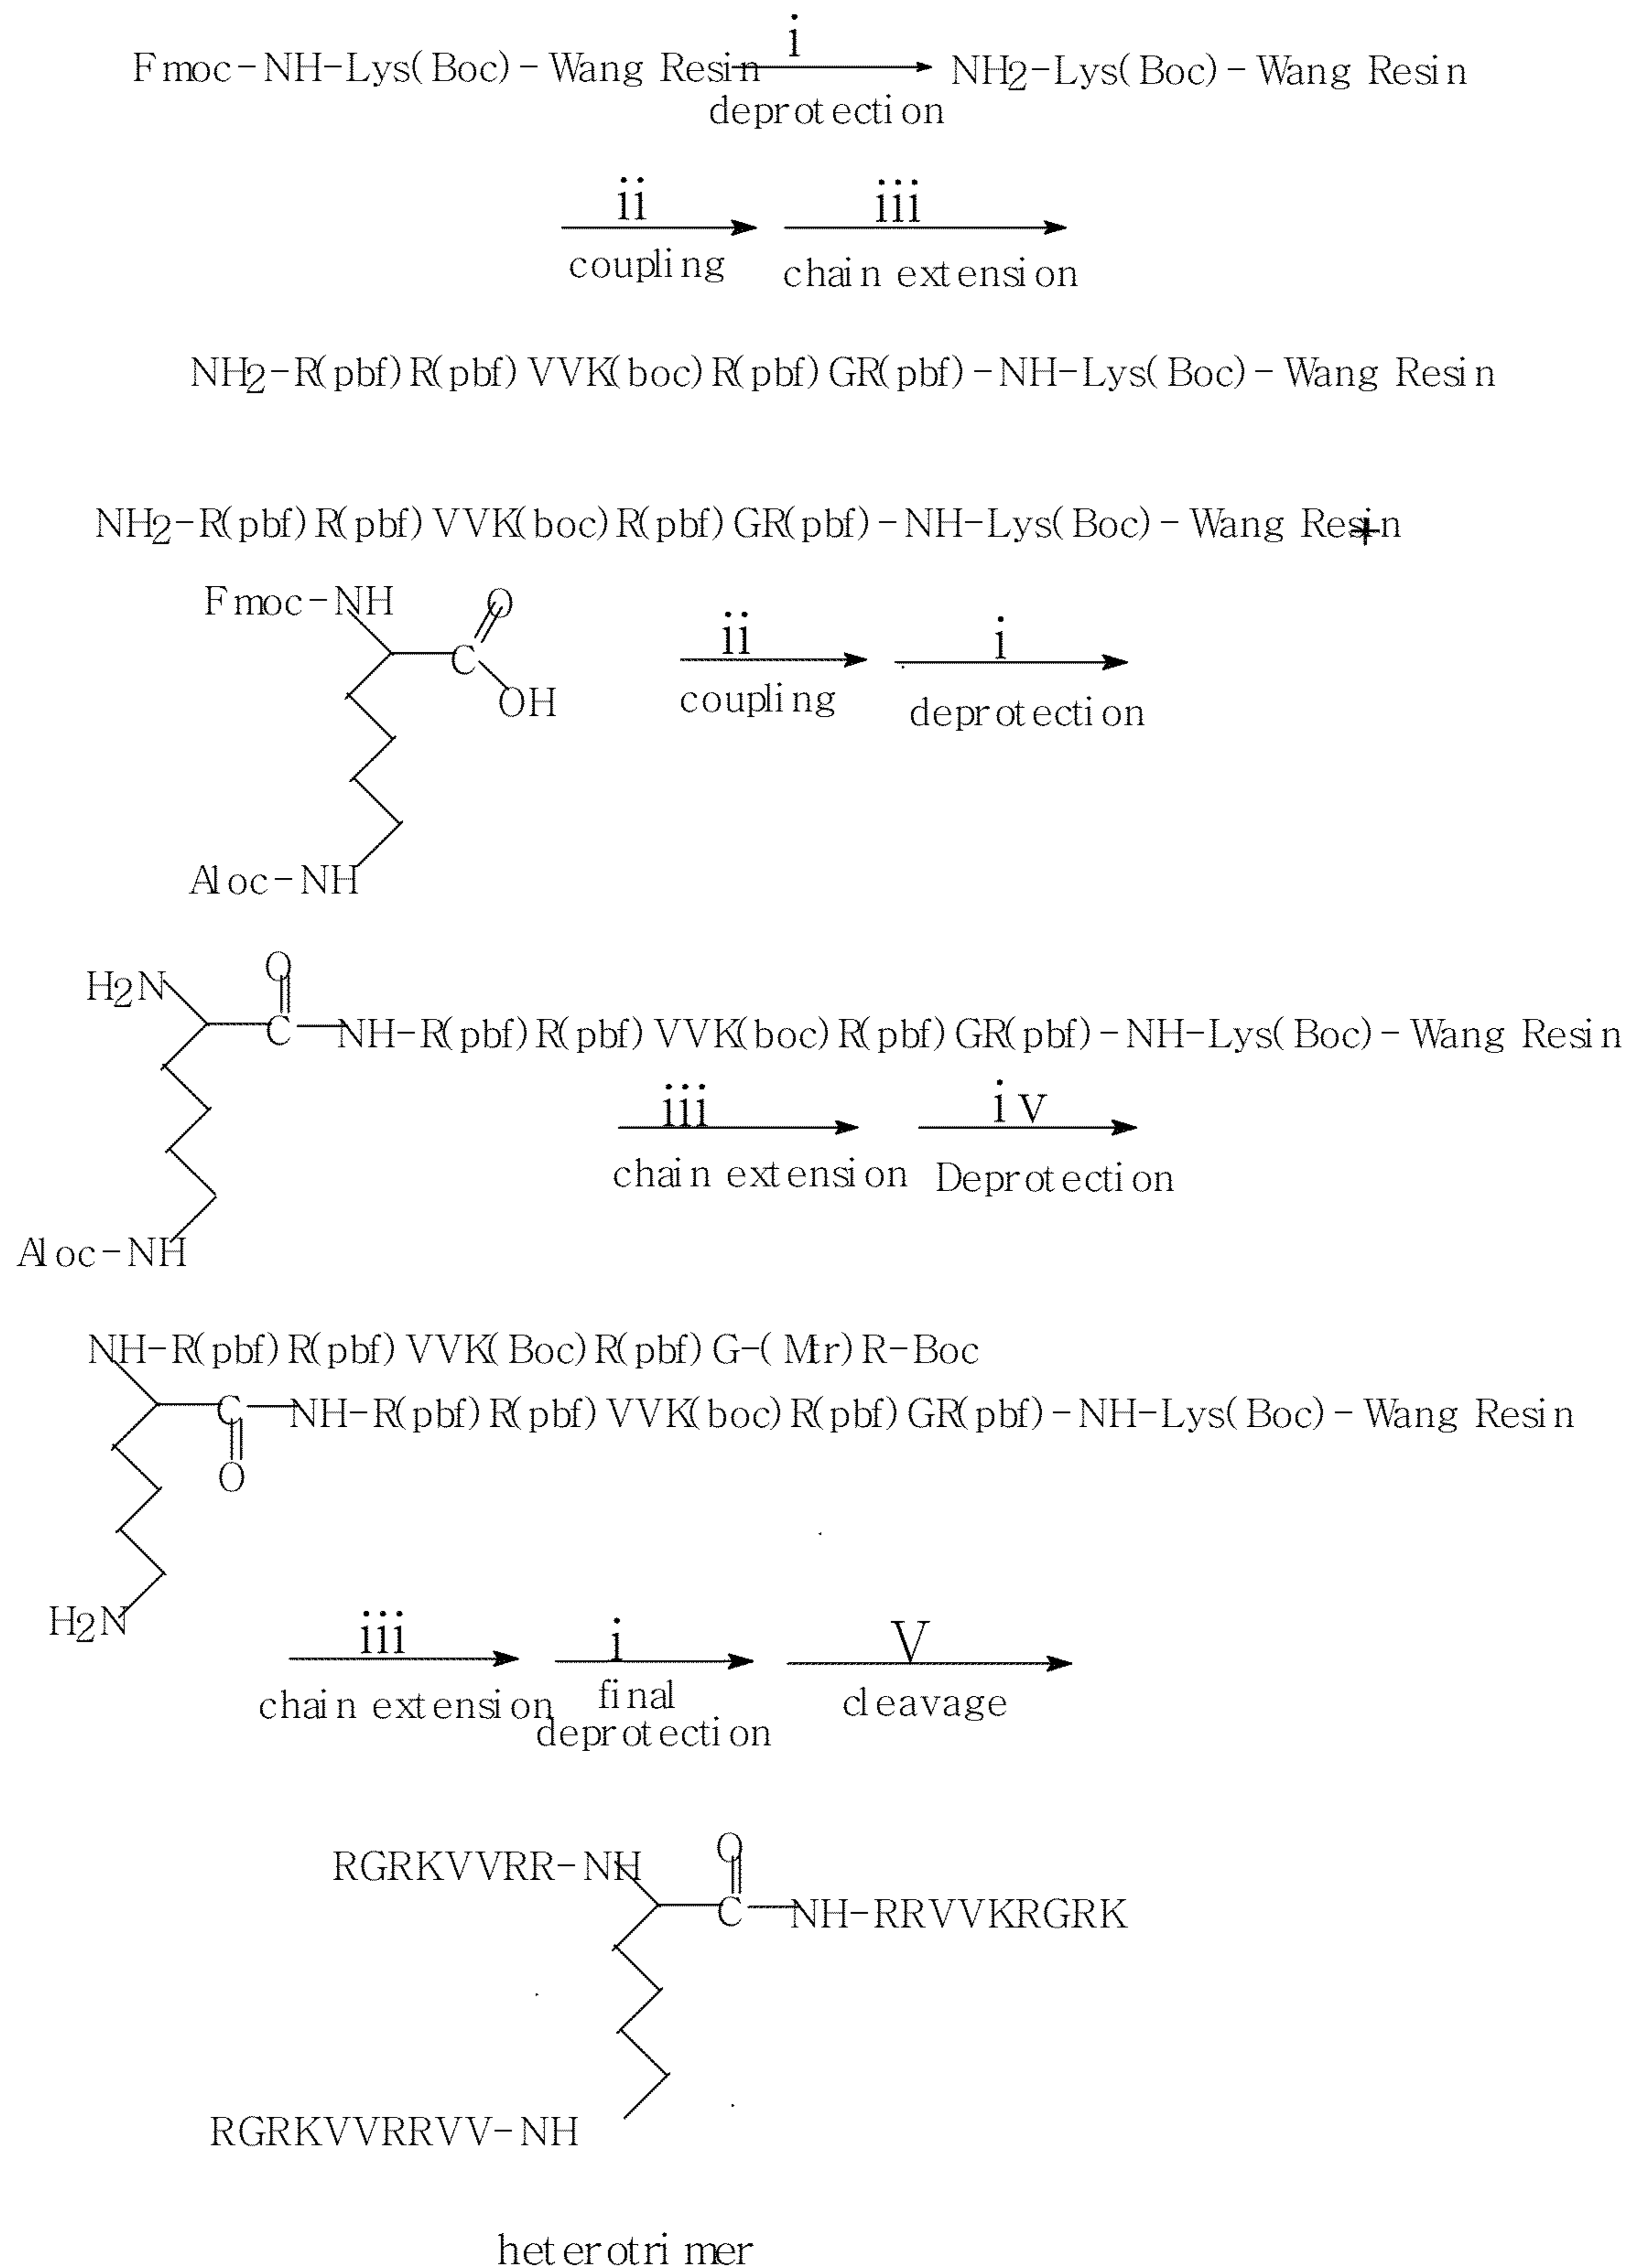 Fmoc-NH-Lys(Boc)-Wang Resin i NH2-Lys(Boc)-Wang Resin
deprotection
ii iii
coupling chain extension
NH2-R(pbf)R(pbf)VVK(boc)R(pbf)GR(pbf)-NH-Lys(Boc)-Wang Resin
NH2-R(pbf)R(pbf)VVK(boc)R(pbf)GR(pbf)-NH-Lys(Boc)-Wang Resin +
Fmoc-NH O
C
OH
ii i
coupling deprotection
Aloc-NH
H2N O
C NH-R(pbf)R(pbf)VVK(boc)R(pbf)GR(pbf)-NH-Lys(Boc)-Wang Resin
iii iv
chain extension Deprotection
Aloc-NH
NH-R(pbf)R(pbf)VVK(Boc)R(pbf)G-(Mtr)R-Boc
C NH-R(pbf)R(pbf)VVK(boc)R(pbf)GR(pbf)-NH-Lys(Boc)-Wang Resin
O
H2N
iii i V
chain extension final deprotection cleavage
RGRKVVRR-NH O
C NH-RRVVKRGRK
RGRKVVRRVV-NH
heterotrimer